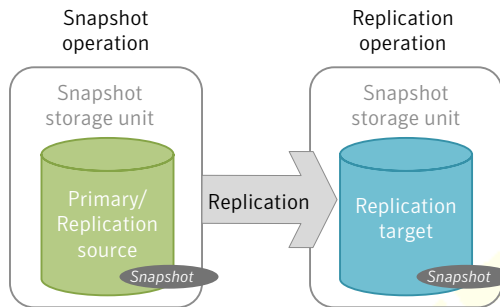 Snapshot
operation
Replication
operation
Snapshot
storage unit
Snapshot
storage unit
Primary/
Replication
source
Replication
Replication
target
Snapshot
Snapshot